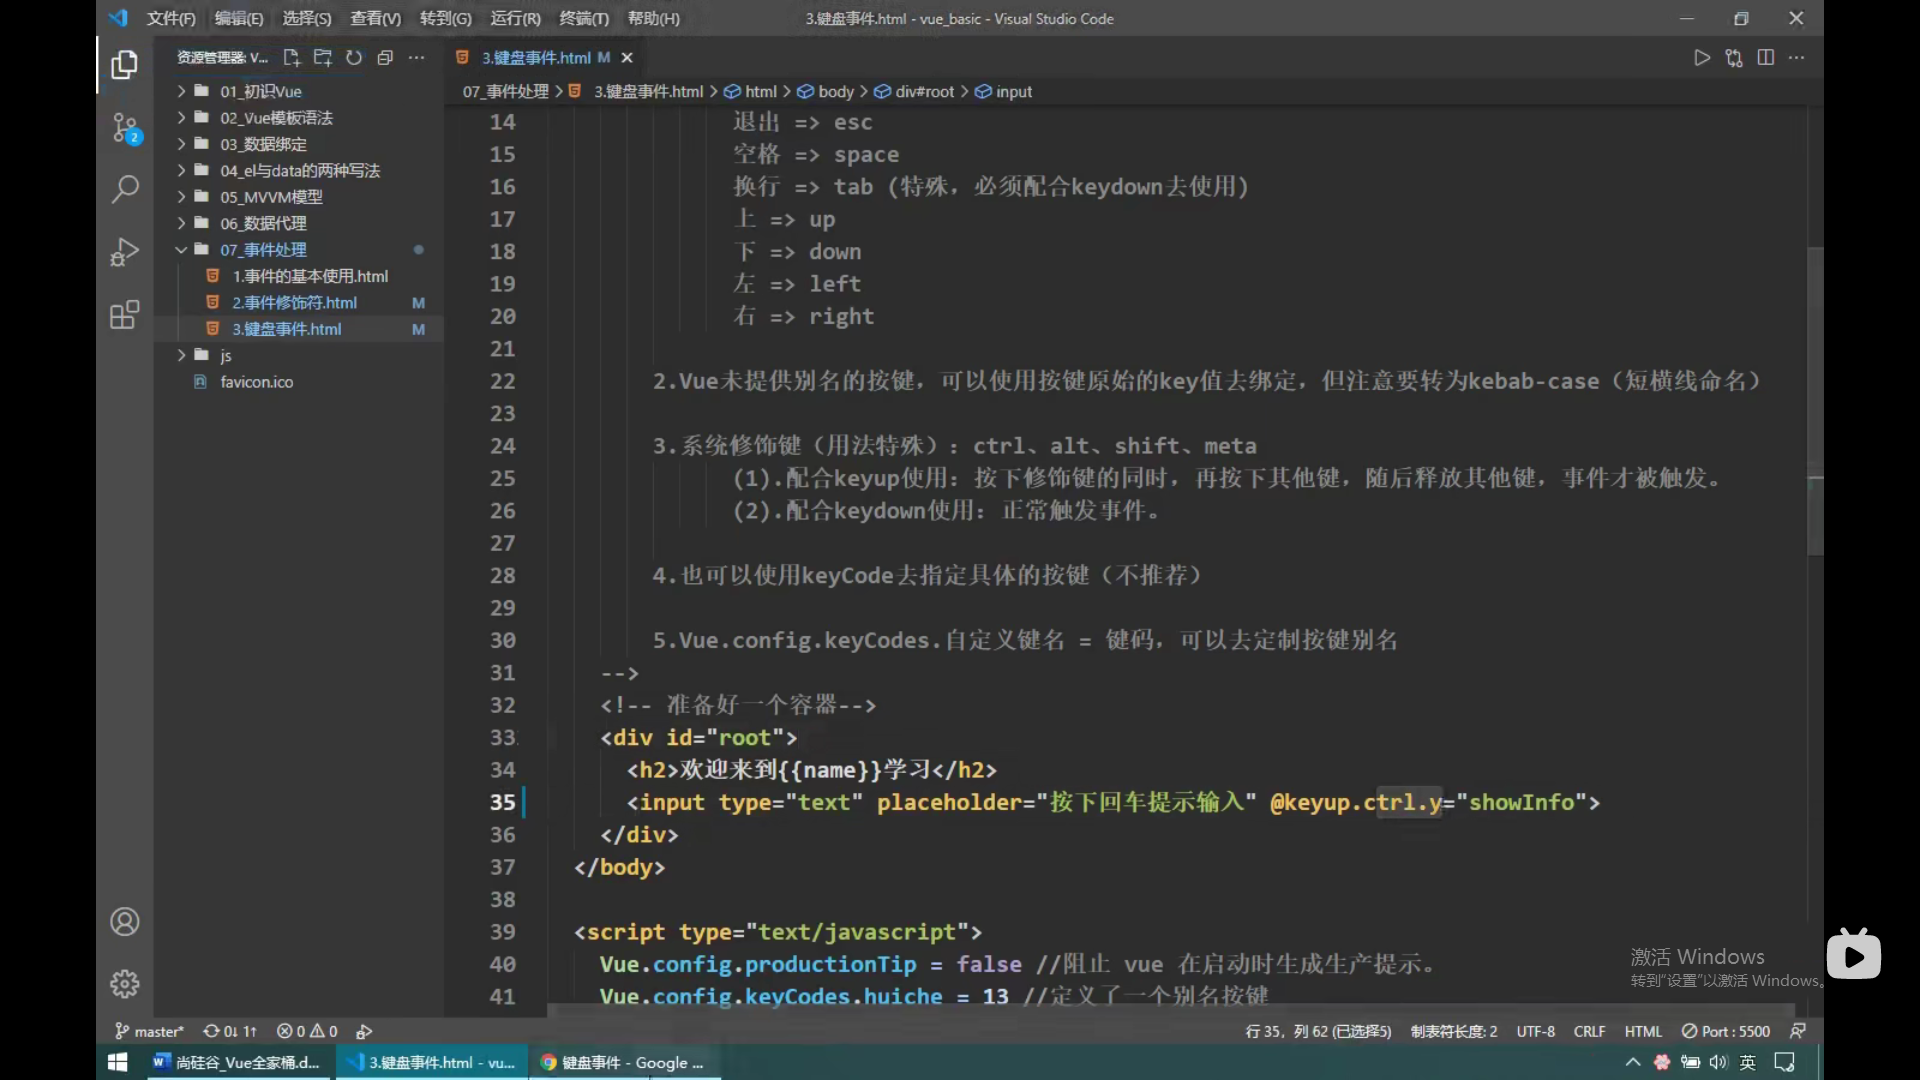 文件(F) 编辑(E) 选择(S) 查看(V) 转到(G) 运行(R) 终端(T) 帮助(H)
3.键盘事件.html - vue_basic - Visual Studio Code
资源管理器: V...
3.键盘事件.html M
2
01_初识Vue
02_Vue模板语法
03_数据绑定
04_el与data的两种写法
05_MVVM模型
06_数据代理
07_事件处理
1.事件的基本使用.html
2.事件修饰符.html M
3.键盘事件.html M
js
favicon.ico
07_事件处理 > 3.键盘事件.html > html > body > div#root > input
14 退出 => esc
15 空格 => space
16 换行 => tab (特殊，必须配合keydown去使用)
17 上 => up
18 下 => down
19 左 => left
20 右 => right
21
22 2.Vue未提供别名的按键，可以使用按键原始的key值去绑定，但注意要转为kebab-case（短横线命名）
23
24 3.系统修饰键（用法特殊）：ctrl、alt、shift、meta
25 (1).配合keyup使用：按下修饰键的同时，再按下其他键，随后释放其他键，事件才被触发。
26 (2).配合keydown使用：正常触发事件。
27
28 4.也可以使用keyCode去指定具体的按键（不推荐）
29
30 5.Vue.config.keyCodes.自定义键名 = 键码，可以去定制按键别名
31 -->
32 <!-- 准备好一个容器-->
33 <div id="root">
34 <h2>欢迎来到{{name}}学习</h2>
35 <input type="text" placeholder="按下回车提示输入" @keyup.ctrl.y="showInfo">
36 </div>
37 </body>
38
39 <script type="text/javascript">
40 Vue.config.productionTip = false //阻止 vue 在启动时生成生产提示。
41 Vue.config.keyCodes.huiche = 13 //定义了一个别名按键
激活 Windows
转到“设置”以激活 Windows。
master* 0↓ 1↑ 0 0
行 35，列 62 (已选择5) 制表符长度: 2 UTF-8 CRLF HTML Port : 5500
尚硅谷_Vue全家桶.d...
3.键盘事件.html - vu...
键盘事件 - Google ...
英